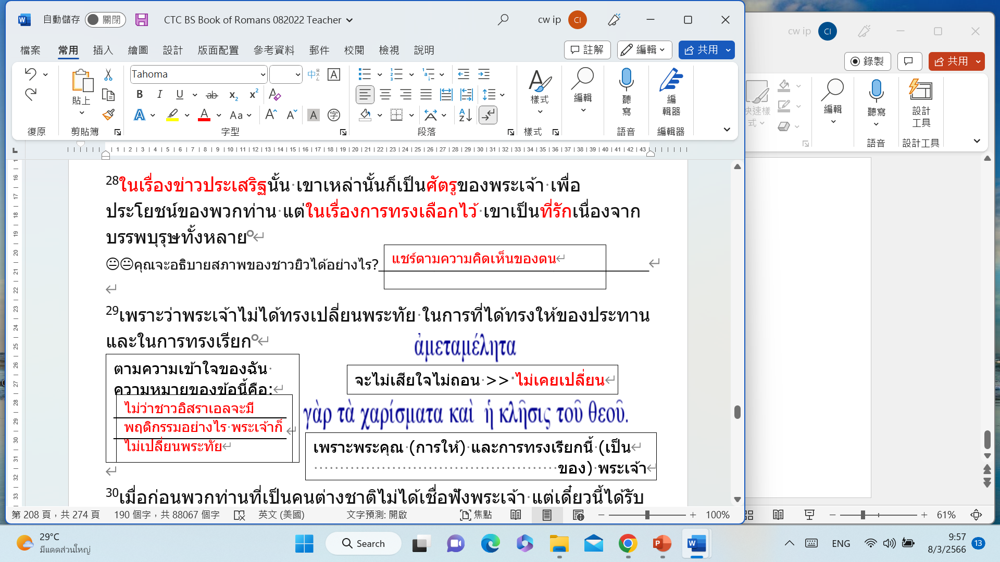 自動儲存 關閉 CTC BS Book of Romans 082022 Teacher cw ip CI
cw ip CI
檔案 常用 插入 繪圖 設計 版面配置 參考資料 郵件 校閱 檢視 說明 註解 編輯 共用
錄製 共用
Tahoma
貼上
樣式 編輯 聽寫 編輯器
復原 剪貼簿 字型 段落 樣式 語音 編輯器
快速樣式 編輯 聽寫 設計工具
語音 設計工具
1 2 3 4 5 6 7 8 9 10 11 12 13 14 15 16 17 18 19 20 21 22 23 24 25 26 27 28 29 30 31 32 33 34 35 36 37 38 39 40 41 42 43
16 17 18 19 20 21 22 23 24 25 26 27 28 29 30 31 32 33
28ในเรื่องข่าวประเสริฐนั้น เขาเหล่านั้นก็เป็นศัตรูของพระเจ้า เพื่อ
ประโยชน์ของพวกท่าน แต่ในเรื่องการทรงเลือกไว้ เขาเป็นที่รักเนื่องจาก
บรรพบุรุษทั้งหลาย
😐😐คุณจะอธิบายสภาพของชาวยิวได้อย่างไร?
แชร์ตามความคิดเห็นของตน
29เพราะว่าพระเจ้าไม่ได้ทรงเปลี่ยนพระทัย ในการที่ได้ทรงให้ของประทาน
และในการทรงเรียก
ἀμεταμέλητα
ตามความเข้าใจของฉัน
ความหมายของข้อนี้คือ:
ไม่ว่าชาวอิสราเอลจะมี
พฤติกรรมอย่างไร พระเจ้าก็
ไม่เปลี่ยนพระทัย
จะไม่เสียใจไม่ถอน >> ไม่เคยเปลี่ยน
γὰρ τὰ χαρίσματα καὶ ἡ κλῆσις τοῦ θεοῦ.
เพราะพระคุณ (การให้) และการทรงเรียกนี้ (เป็น
ของ) พระเจ้า
30เมื่อก่อนพวกท่านที่เป็นคนต่างชาติไม่ได้เชื่อฟังพระเจ้า แต่เดี๋ยวนี้ได้รับ
第 208 頁，共 274 頁 190 個字，共 88067 個字 英文 (美國) 文字預測: 開啟 焦點 100%
61%
29°C
มีแดดส่วนใหญ่
Search
ENG
9:57
8/3/2566
13